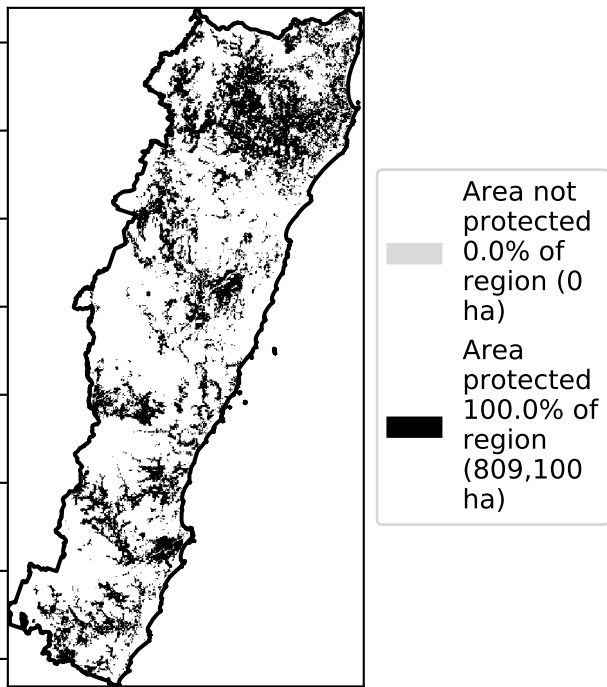 Area not
protected
0.0% of
region (0
ha)
Area
protected
100.0% of
region
(809,100
ha)